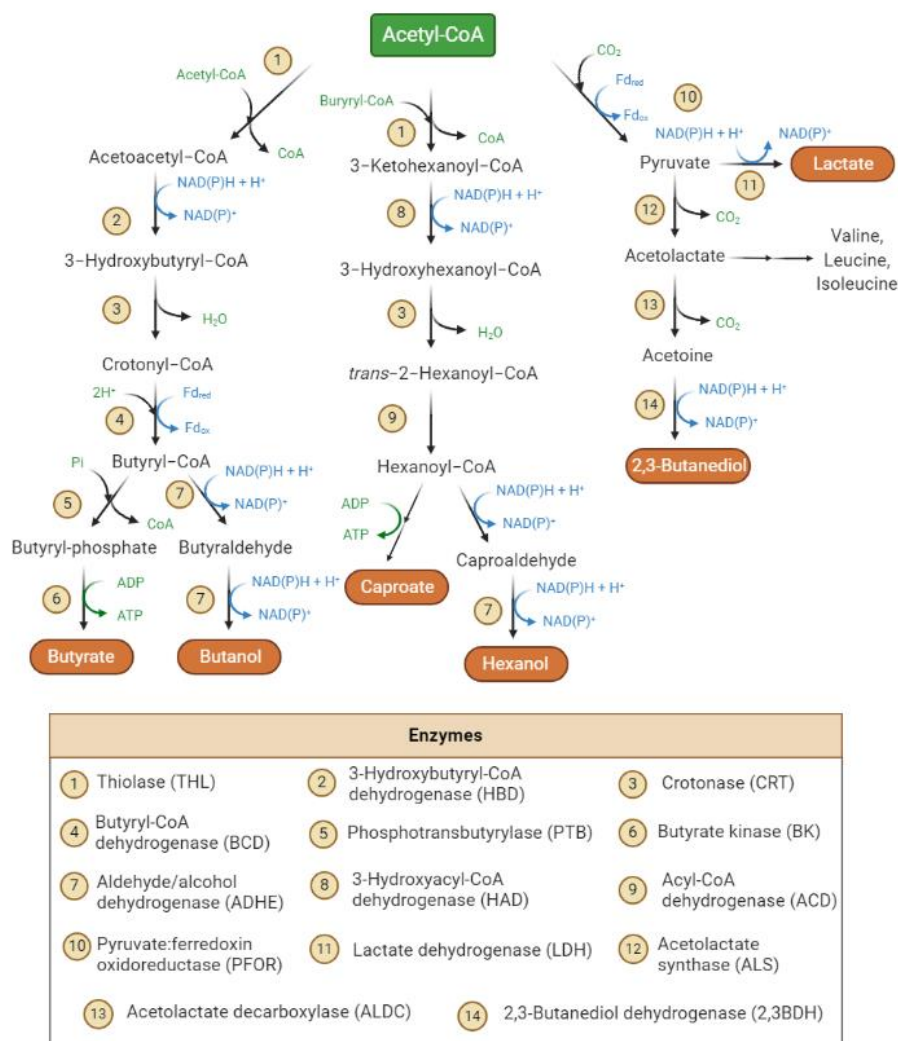 Acetyl-CoA
1
Acetyl-CoA
CoA
Acetoacetyl-CoA
2
NAD(P)H + H⁺
NAD(P)⁺
3-Hydroxybutyryl-CoA
3
H₂O
Crotonyl-CoA
2H⁺
Fd_red
4
Fd_ox
Butyryl-CoA
Pi
5
CoA
7
NAD(P)H + H⁺
NAD(P)⁺
Butyryl-phosphate
Butyraldehyde
6
ADP
ATP
7
NAD(P)H + H⁺
NAD(P)⁺
Butyrate
Butanol
Buryryl-CoA
1
CoA
3-Ketohexanoyl-CoA
8
NAD(P)H + H⁺
NAD(P)⁺
3-Hydroxyhexanoyl-CoA
3
H₂O
trans-2-Hexanoyl-CoA
9
Hexanoyl-CoA
ADP
ATP
NAD(P)H + H⁺
NAD(P)⁺
Caproate
Caproaldehyde
7
NAD(P)H + H⁺
NAD(P)⁺
Hexanol
CO₂
Fd_red
Fd_ox
10
Pyruvate
NAD(P)H + H⁺
NAD(P)⁺
11
Lactate
12
CO₂
Acetolactate
Valine,
Leucine,
Isoleucine
13
CO₂
Acetoine
14
NAD(P)H + H⁺
NAD(P)⁺
2,3-Butanediol
Enzymes
1 Thiolase (THL)
2 3-Hydroxybutyryl-CoA
dehydrogenase (HBD)
3 Crotonase (CRT)
4 Butyryl-CoA
dehydrogenase (BCD)
5 Phosphotransbutyrylase (PTB)
6 Butyrate kinase (BK)
7 Aldehyde/alcohol
dehydrogenase (ADHE)
8 3-Hydroxyacyl-CoA
dehydrogenase (HAD)
9 Acyl-CoA
dehydrogenase (ACD)
10 Pyruvate:ferredoxin
oxidoreductase (PFOR)
11 Lactate dehydrogenase (LDH)
12 Acetolactate
synthase (ALS)
13 Acetolactate decarboxylase (ALDC)
14 2,3-Butanediol dehydrogenase (2,3BDH)